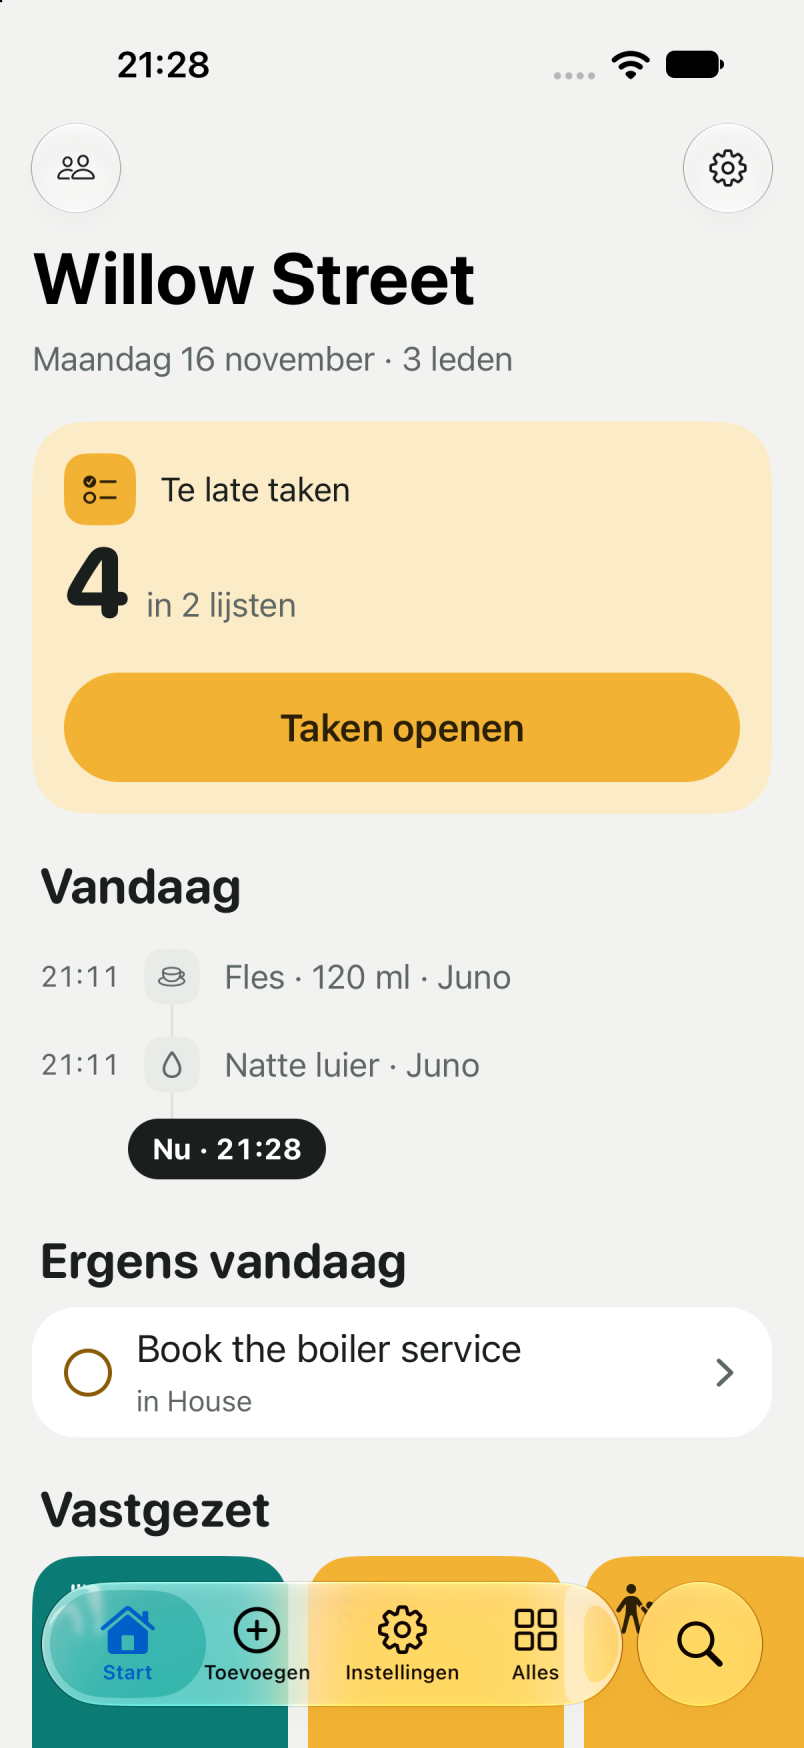 21:28
Willow Street
Maandag 16 november · 3 leden
Te late taken
4 in 2 lijsten
Taken openen
Vandaag
21:11 Fles · 120 ml · Juno
21:11 Natte luier · Juno
Nu · 21:28
Ergens vandaag
Book the boiler service
in House
Vastgezet
Start Toevoegen Instellingen Alles